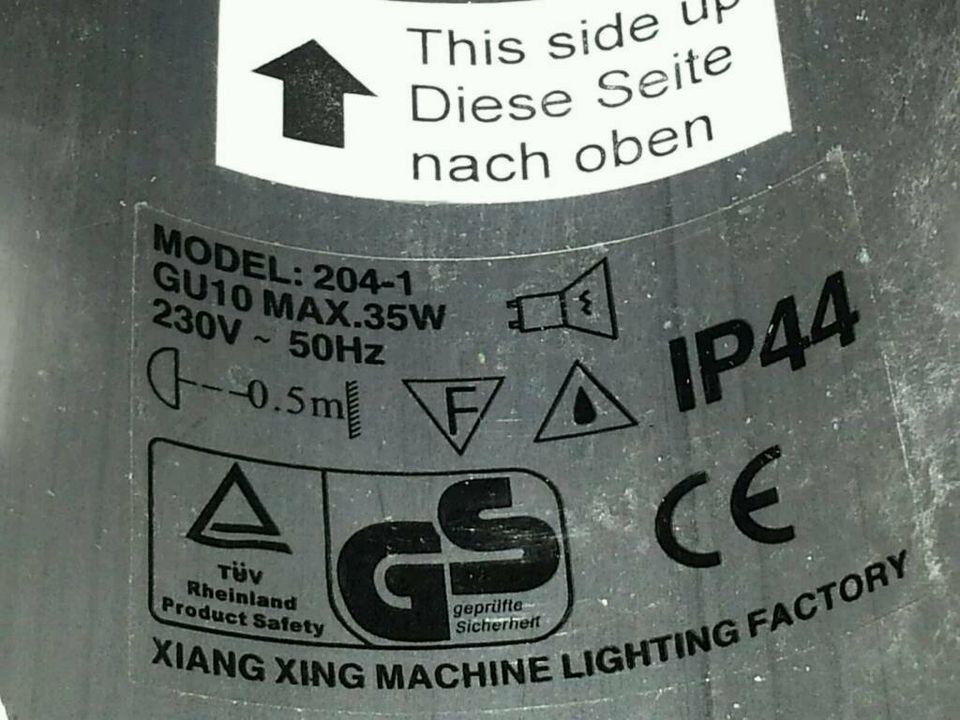 This side up
Diese Seite
nach oben
MODEL: 204-1
GU10 MAX.35W
230V ~ 50Hz
0.5m
F
IP44
CE
TÜV
Rheinland
Product Safety
GS
geprüfte
Sicherheit
XIANG XING MACHINE LIGHTING FACTORY